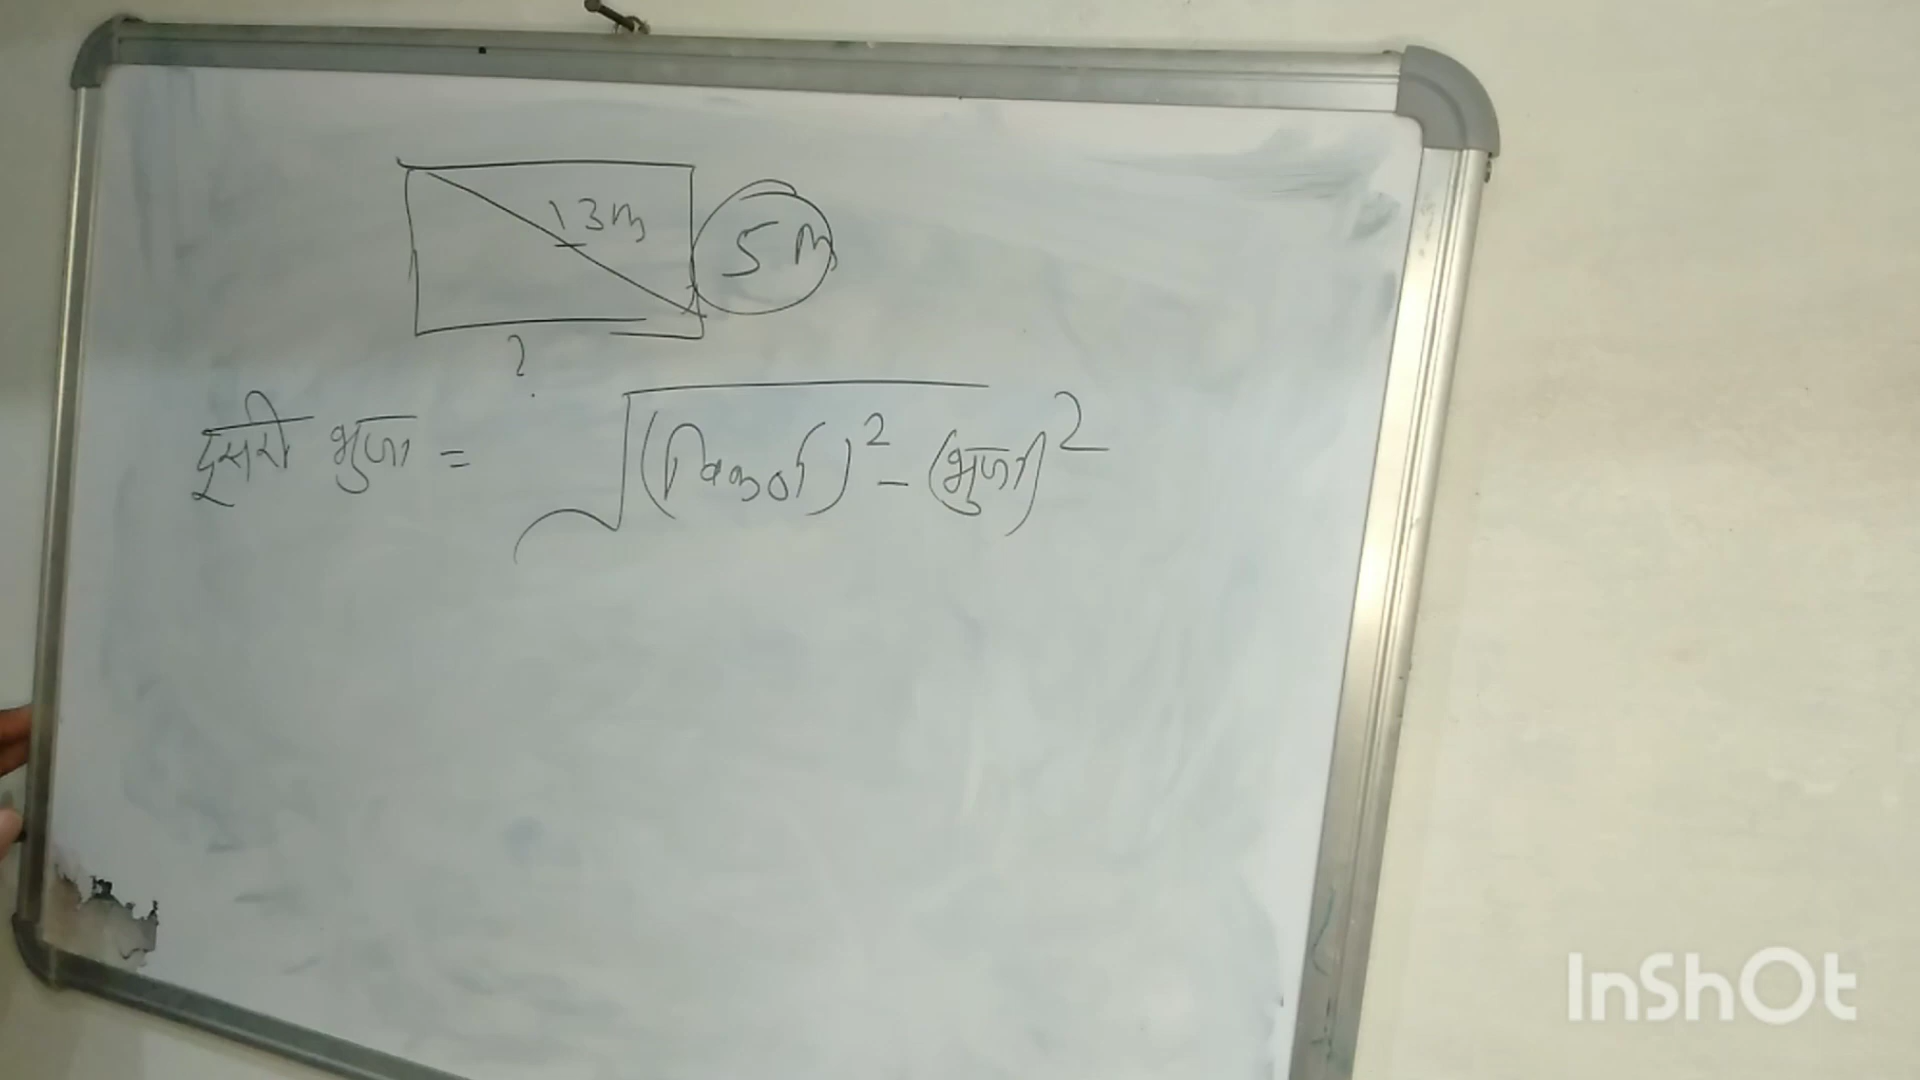 13m
5m
?
दूसरी भुजा = √(विकर्ण)² - (भुजा)²
InShOt